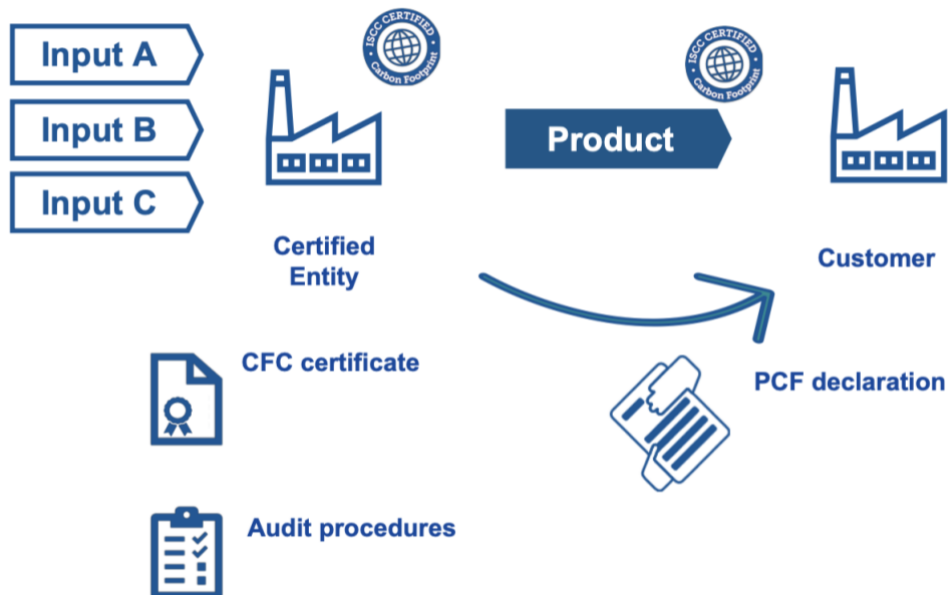 Input A
Input B
Input C
ISCC CERTIFIED
Carbon Footprint
Certified
Entity
Product
ISCC CERTIFIED
Carbon Footprint
Customer
CFC certificate
PCF declaration
Audit procedures